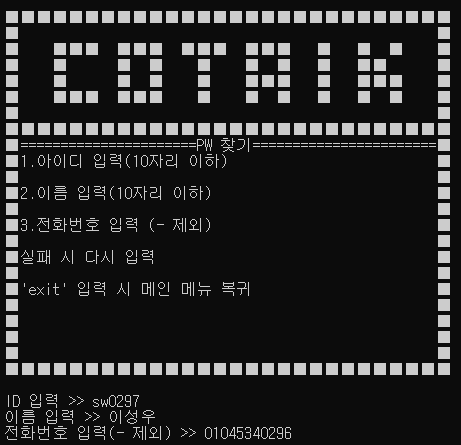 COTAIK
======================PW 찾기=======================
1.아이디 입력(10자리 이하)
2.이름 입력(10자리 이하)
3.전화번호 입력 (- 제외)
실패 시 다시 입력
'exit' 입력 시 메인 메뉴 복귀
ID 입력 >> sw0297
이름 입력 >> 이성우
전화번호 입력(- 제외) >> 01045340296